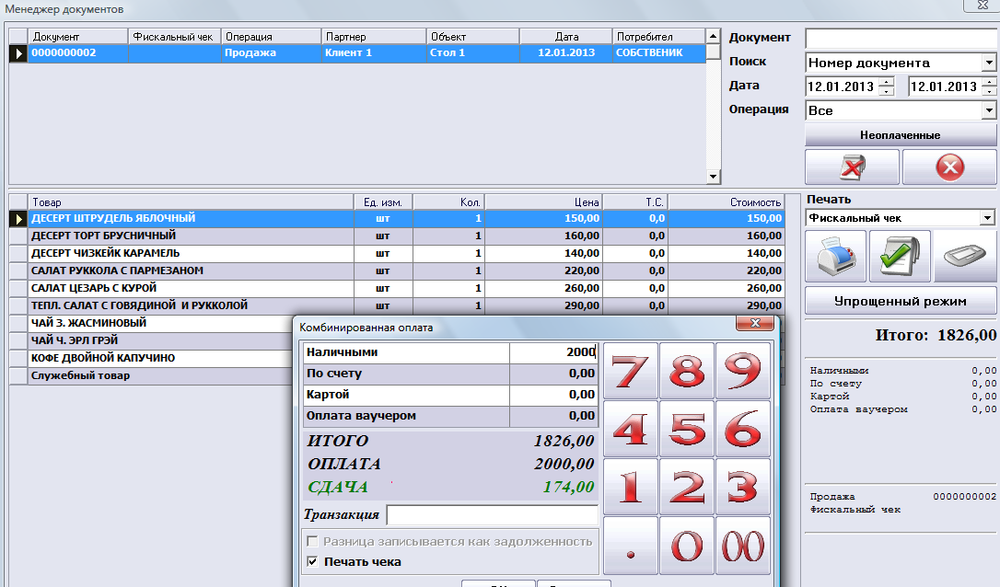 Менеджер документов
Документ Фискальный чек Операция Партнер Объект Дата Потребител
0000000002 Продажа Клиент 1 Стол 1 12.01.2013 СОБСТВЕНИК
Документ
Поиск Номер документа
Дата 12.01.2013 12.01.2013
Операция Все
Неоплаченные
Товар Ед. изм. Кол. Цена Т.С. Стоимость
ДЕСЕРТ ШТРУДЕЛЬ ЯБЛОЧНЫЙ шт 1 150,00 0,0 150,00
ДЕСЕРТ ТОРТ БРУСНИЧНЫЙ шт 1 160,00 0,0 160,00
ДЕСЕРТ ЧИЗКЕЙК КАРАМЕЛЬ шт 1 140,00 0,0 140,00
САЛАТ РУККОЛА С ПАРМЕЗАНОМ шт 1 220,00 0,0 220,00
САЛАТ ЦЕЗАРЬ С КУРОЙ шт 1 260,00 0,0 260,00
ТЕПЛ. САЛАТ С ГОВЯДИНОЙ И РУККОЛОЙ шт 1 290,00 0,0 290,00
ЧАЙ З. ЖАСМИНОВЫЙ
ЧАЙ Ч. ЭРЛ ГРЭЙ
КОФЕ ДВОЙНОЙ КАПУЧИНО
Служебный товар
Печать
Фискальный чек
Упрощенный режим
Итого: 1826,00
Наличными 0,00
По счету 0,00
Картой 0,00
Оплата ваучером 0,00
Продажа 0000000002
Фискальный чек
Комбинированная оплата
Наличными 2000
По счету 0,00
Картой 0,00
Оплата ваучером 0,00
ИТОГО 1826,00
ОПЛАТА 2000,00
СДАЧА 174,00
Транзакция
Разница записывается как задолженность
Печать чека
7 8 9
4 5 6
1 2 3
. 0 00